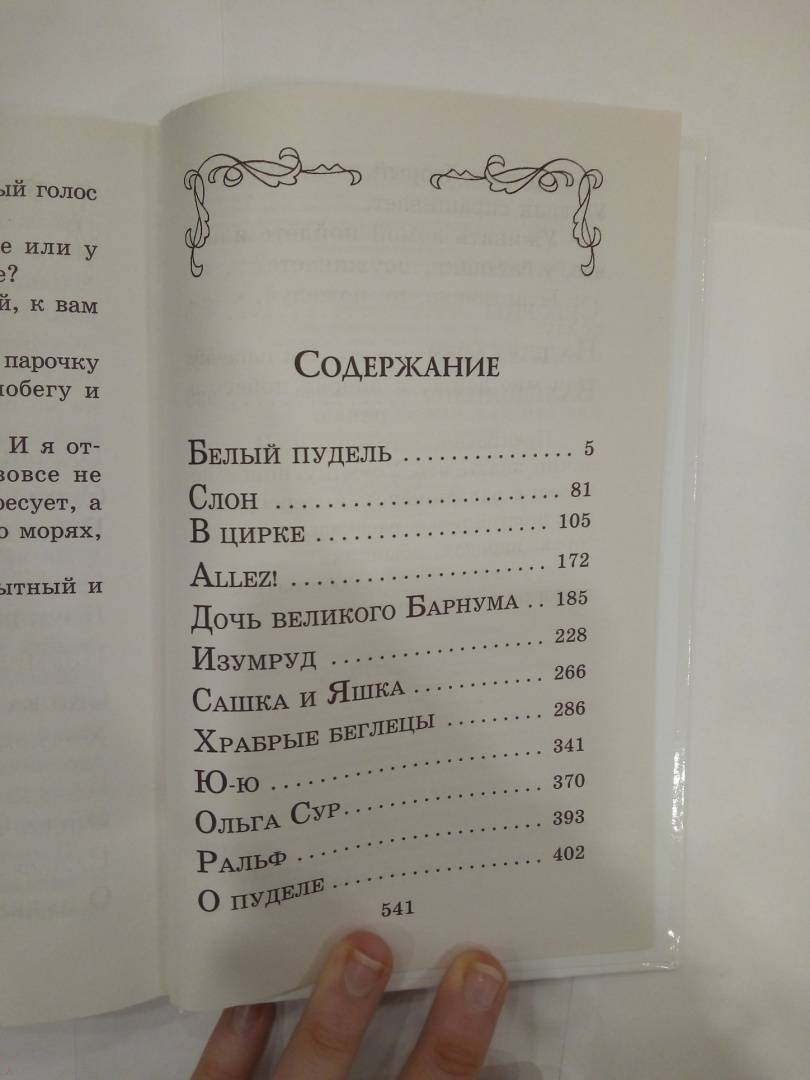 ый голос
е или у
е?
й, к вам
парочку
побегу и
И я от-
вовсе не
ресует, а
о морях,
ытный и
Содержание
Белый пудель ............... 5
Слон ........................ 81
В цирке .................... 105
Allez! ...................... 172
Дочь великого Барнума .. 185
Изумруд ................... 228
Сашка и Яшка ............ 266
Храбрые беглецы ......... 286
Ю-ю ........................ 341
Ольга Сур ................. 370
Ральф ...................... 393
О пуделе ................... 402
541